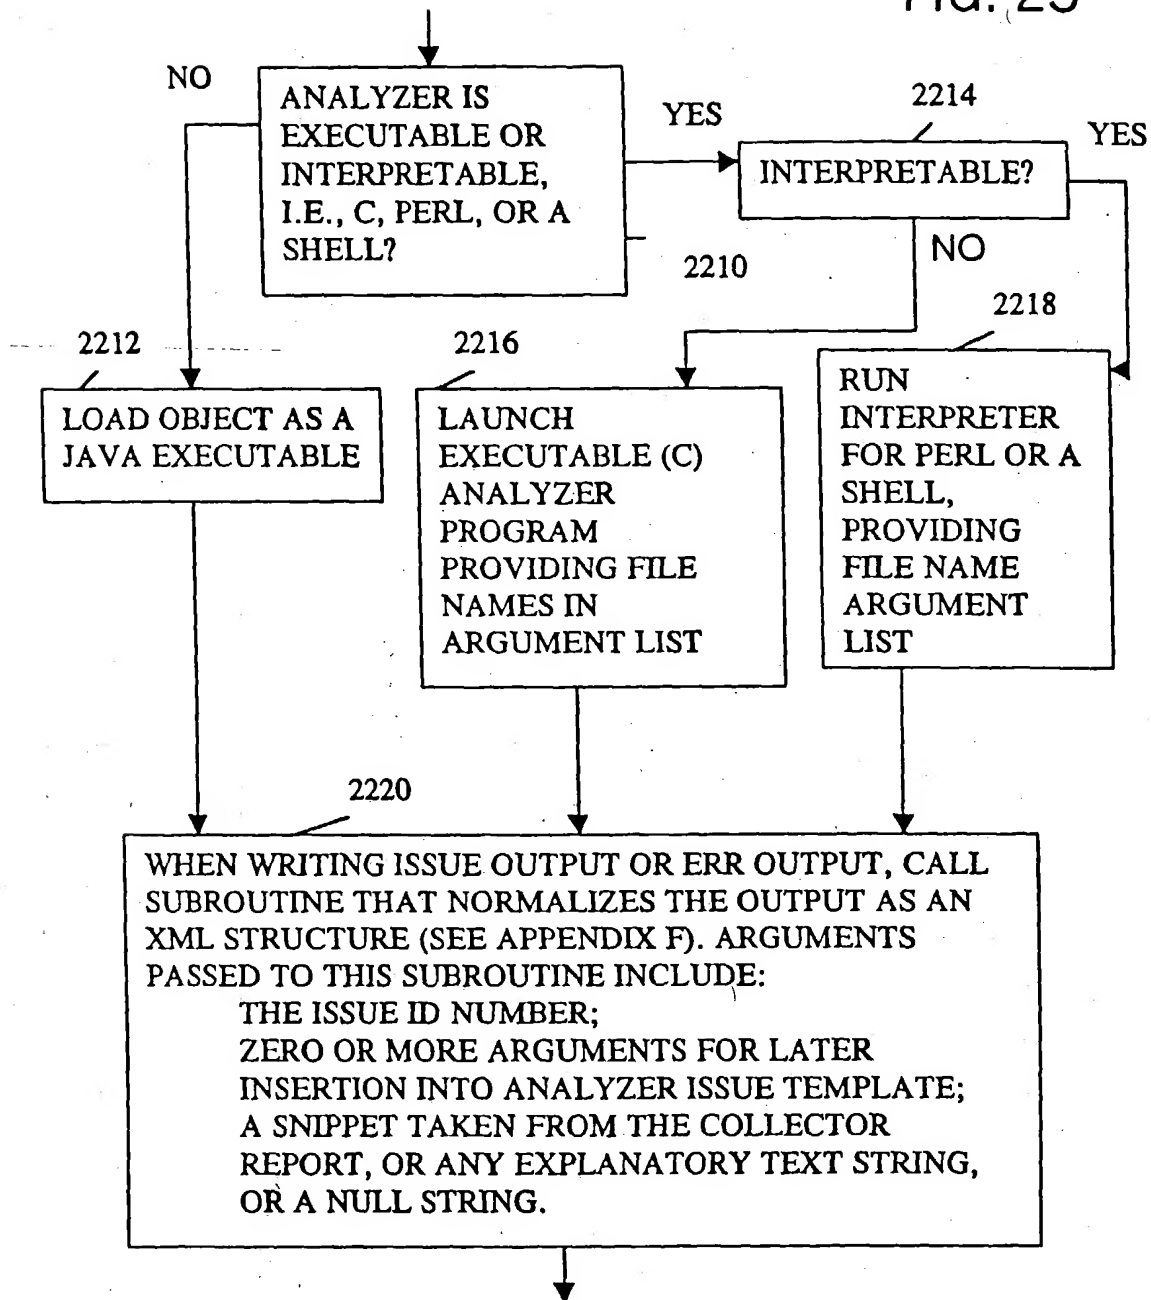 FIG. 23
NO
ANALYZER IS
EXECUTABLE OR
INTERPRETABLE,
I.E., C, PERL, OR A
SHELL?
YES
2214
YES
INTERPRETABLE?
NO
2210
2212
2216
2218
LOAD OBJECT AS A
JAVA EXECUTABLE
LAUNCH
EXECUTABLE (C)
ANALYZER
PROGRAM
PROVIDING FILE
NAMES IN
ARGUMENT LIST
RUN
INTERPRETER
FOR PERL OR A
SHELL,
PROVIDING
FILE NAME
ARGUMENT
LIST
2220
WHEN WRITING ISSUE OUTPUT OR ERR OUTPUT, CALL
SUBROUTINE THAT NORMALIZES THE OUTPUT AS AN
XML STRUCTURE (SEE APPENDIX F). ARGUMENTS
PASSED TO THIS SUBROUTINE INCLUDE:
THE ISSUE ID NUMBER;
ZERO OR MORE ARGUMENTS FOR LATER
INSERTION INTO ANALYZER ISSUE TEMPLATE;
A SNIPPET TAKEN FROM THE COLLECTOR
REPORT, OR ANY EXPLANATORY TEXT STRING,
OR A NULL STRING.